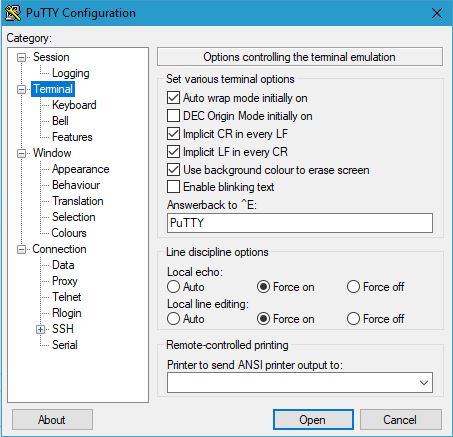 PuTTY Configuration
Category:
Session
Logging
Terminal
Keyboard
Bell
Features
Window
Appearance
Behaviour
Translation
Selection
Colours
Connection
Data
Proxy
Telnet
Rlogin
SSH
Serial
Options controlling the terminal emulation
Set various terminal options
Auto wrap mode initially on
DEC Origin Mode initially on
Implicit CR in every LF
Implicit LF in every CR
Use background colour to erase screen
Enable blinking text
Answerback to ^E:
PuTTY
Line discipline options
Local echo:
Auto Force on Force off
Local line editing:
Auto Force on Force off
Remote-controlled printing
Printer to send ANSI printer output to:
About Open Cancel